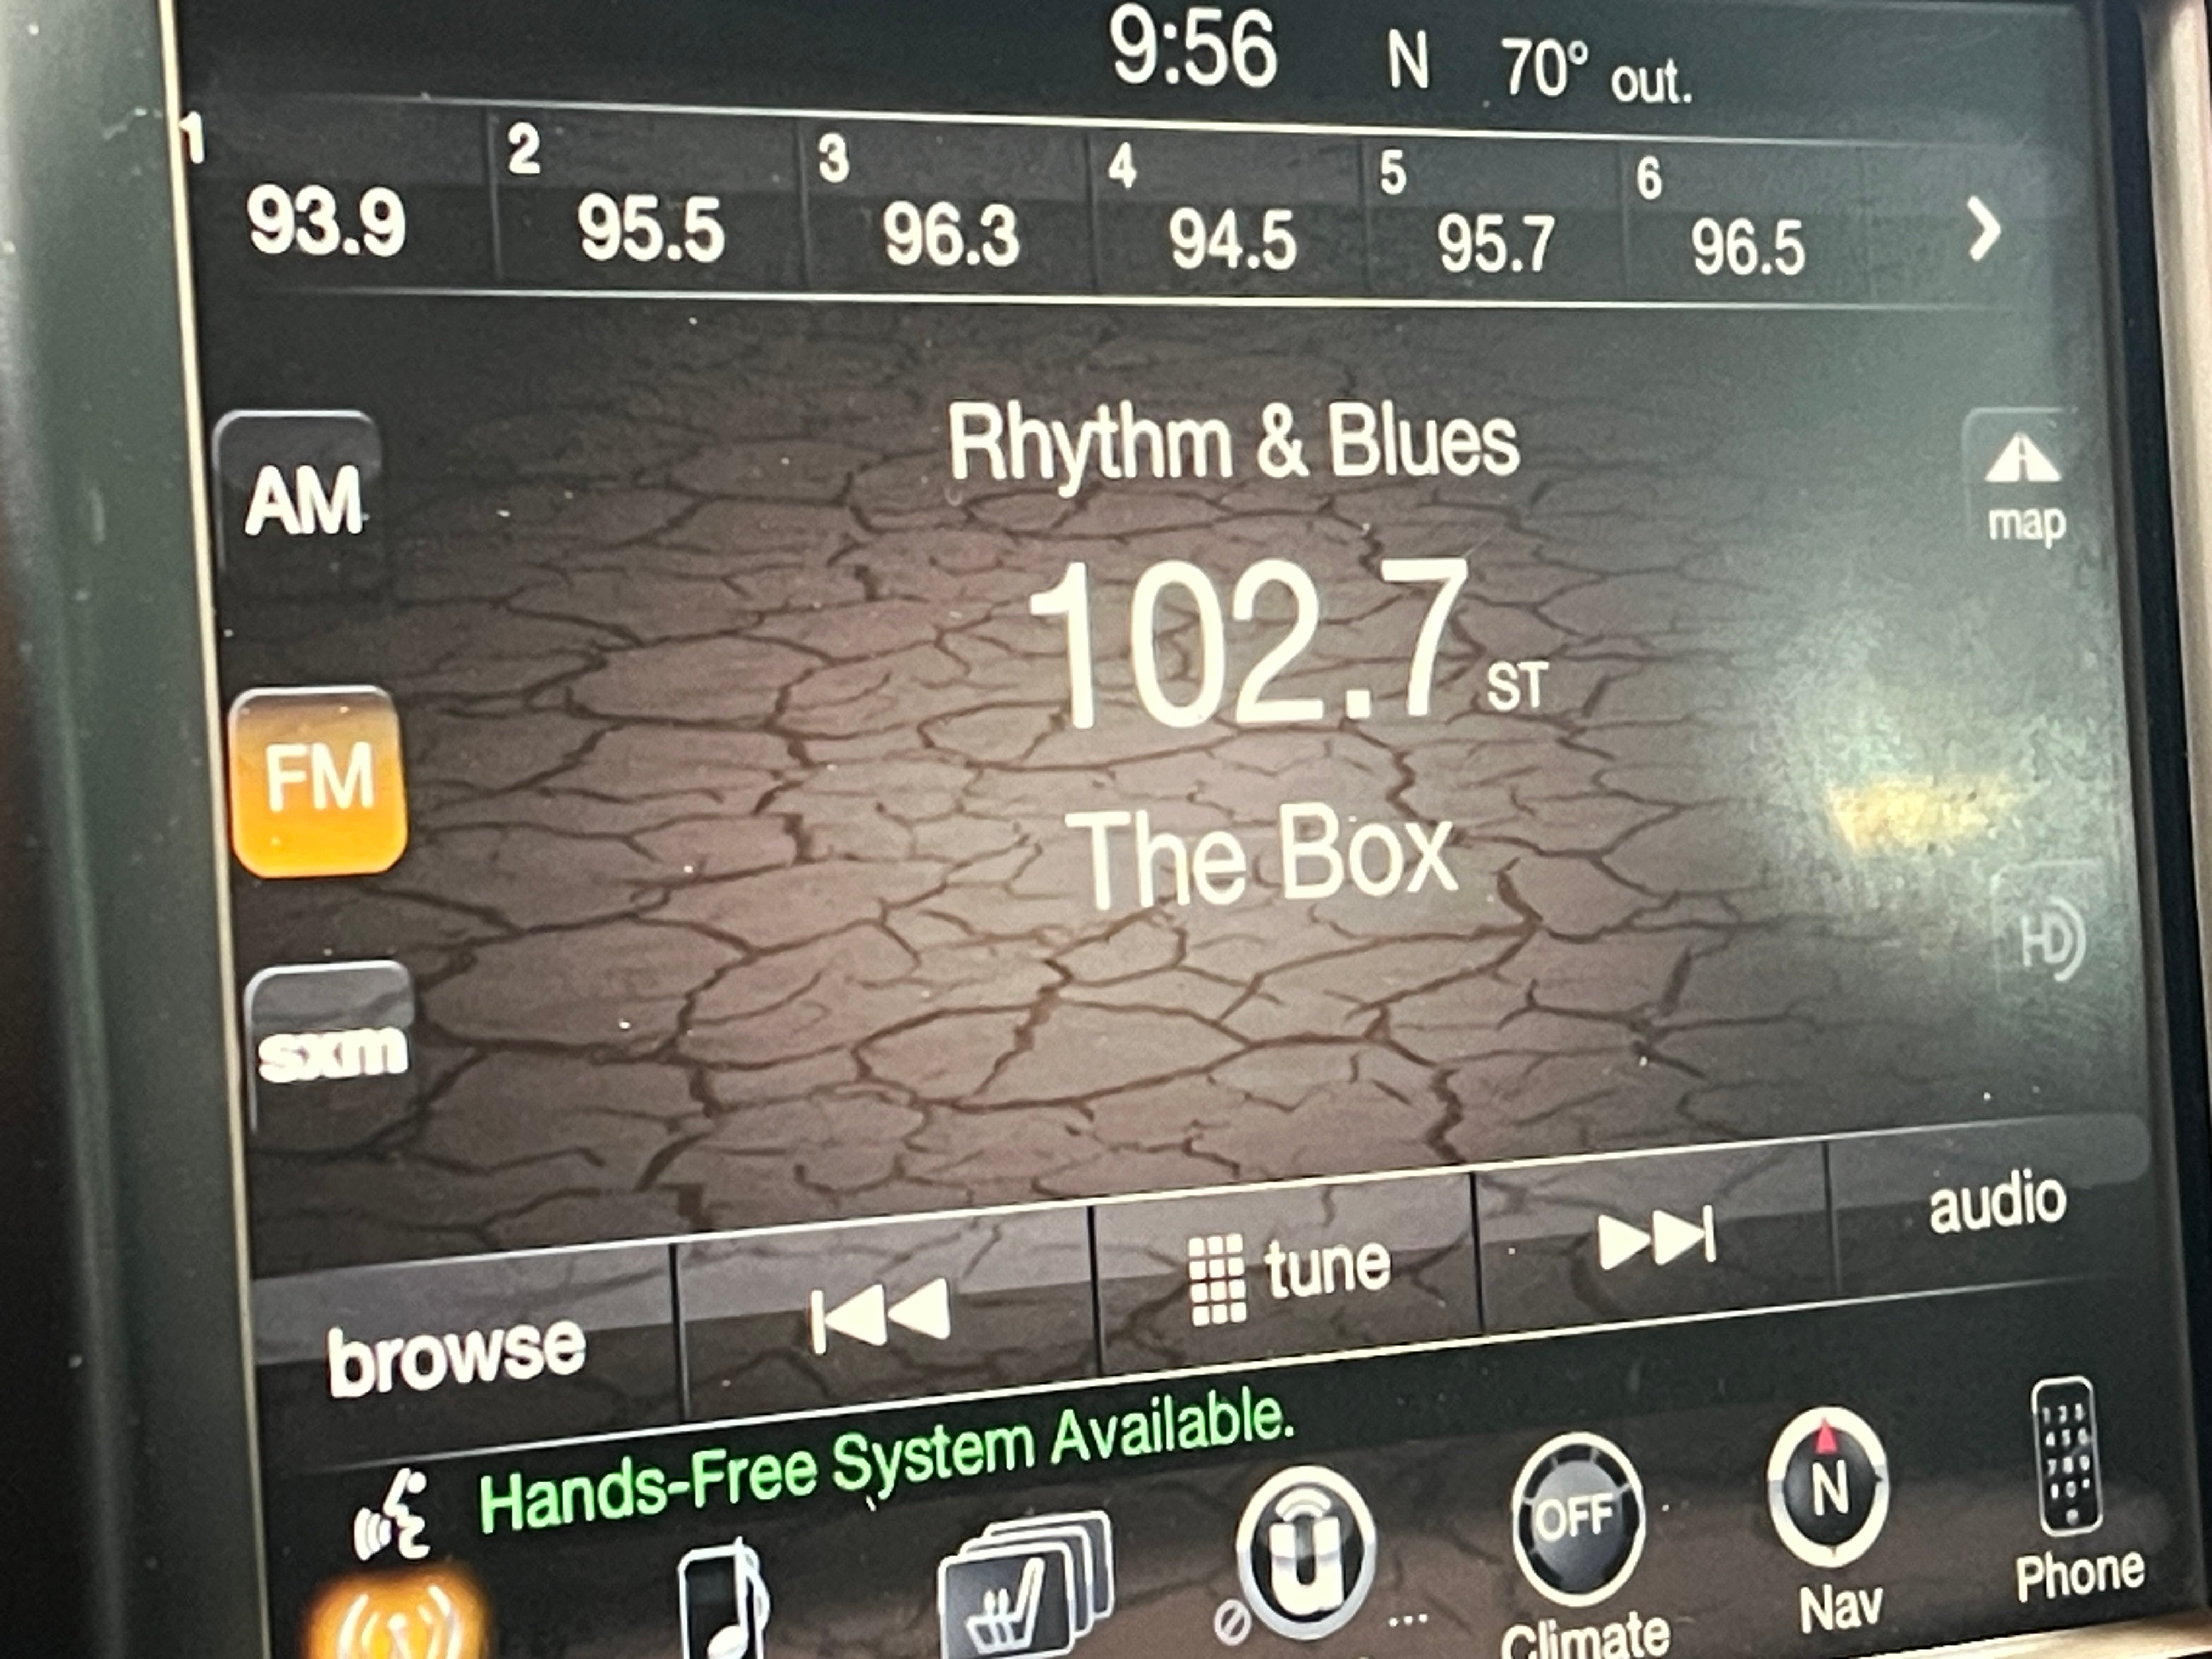 9:56 N 70° out.
1 2 3 4 5 6
93.9 95.5 96.3 94.5 95.7 96.5
Rhythm & Blues
AM
map
102.7 ST
FM
The Box
HD
sxm
browse tune audio
Hands-Free System Available.
OFF N
Climate Nav Phone